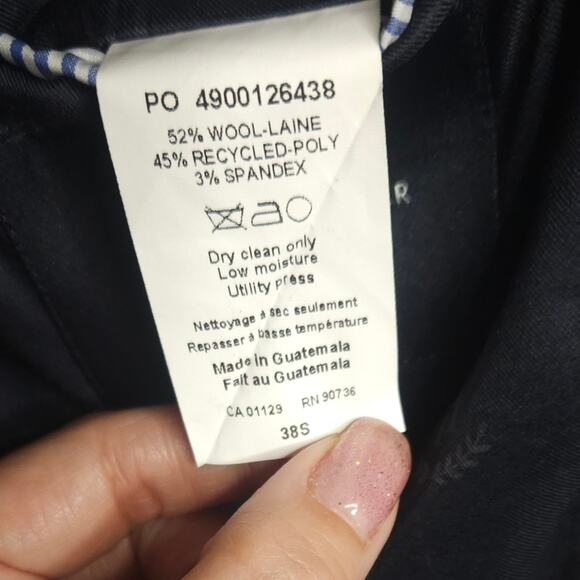 PO 4900126438
52% WOOL-LAINE
45% RECYCLED-POLY
3% SPANDEX
Dry clean only
Low moisture
Utility press
Nettoyage à sec seulement
Repasser à basse température
Made in Guatemala
Fait au Guatemala
CA 01129 RN 90736
38S
R